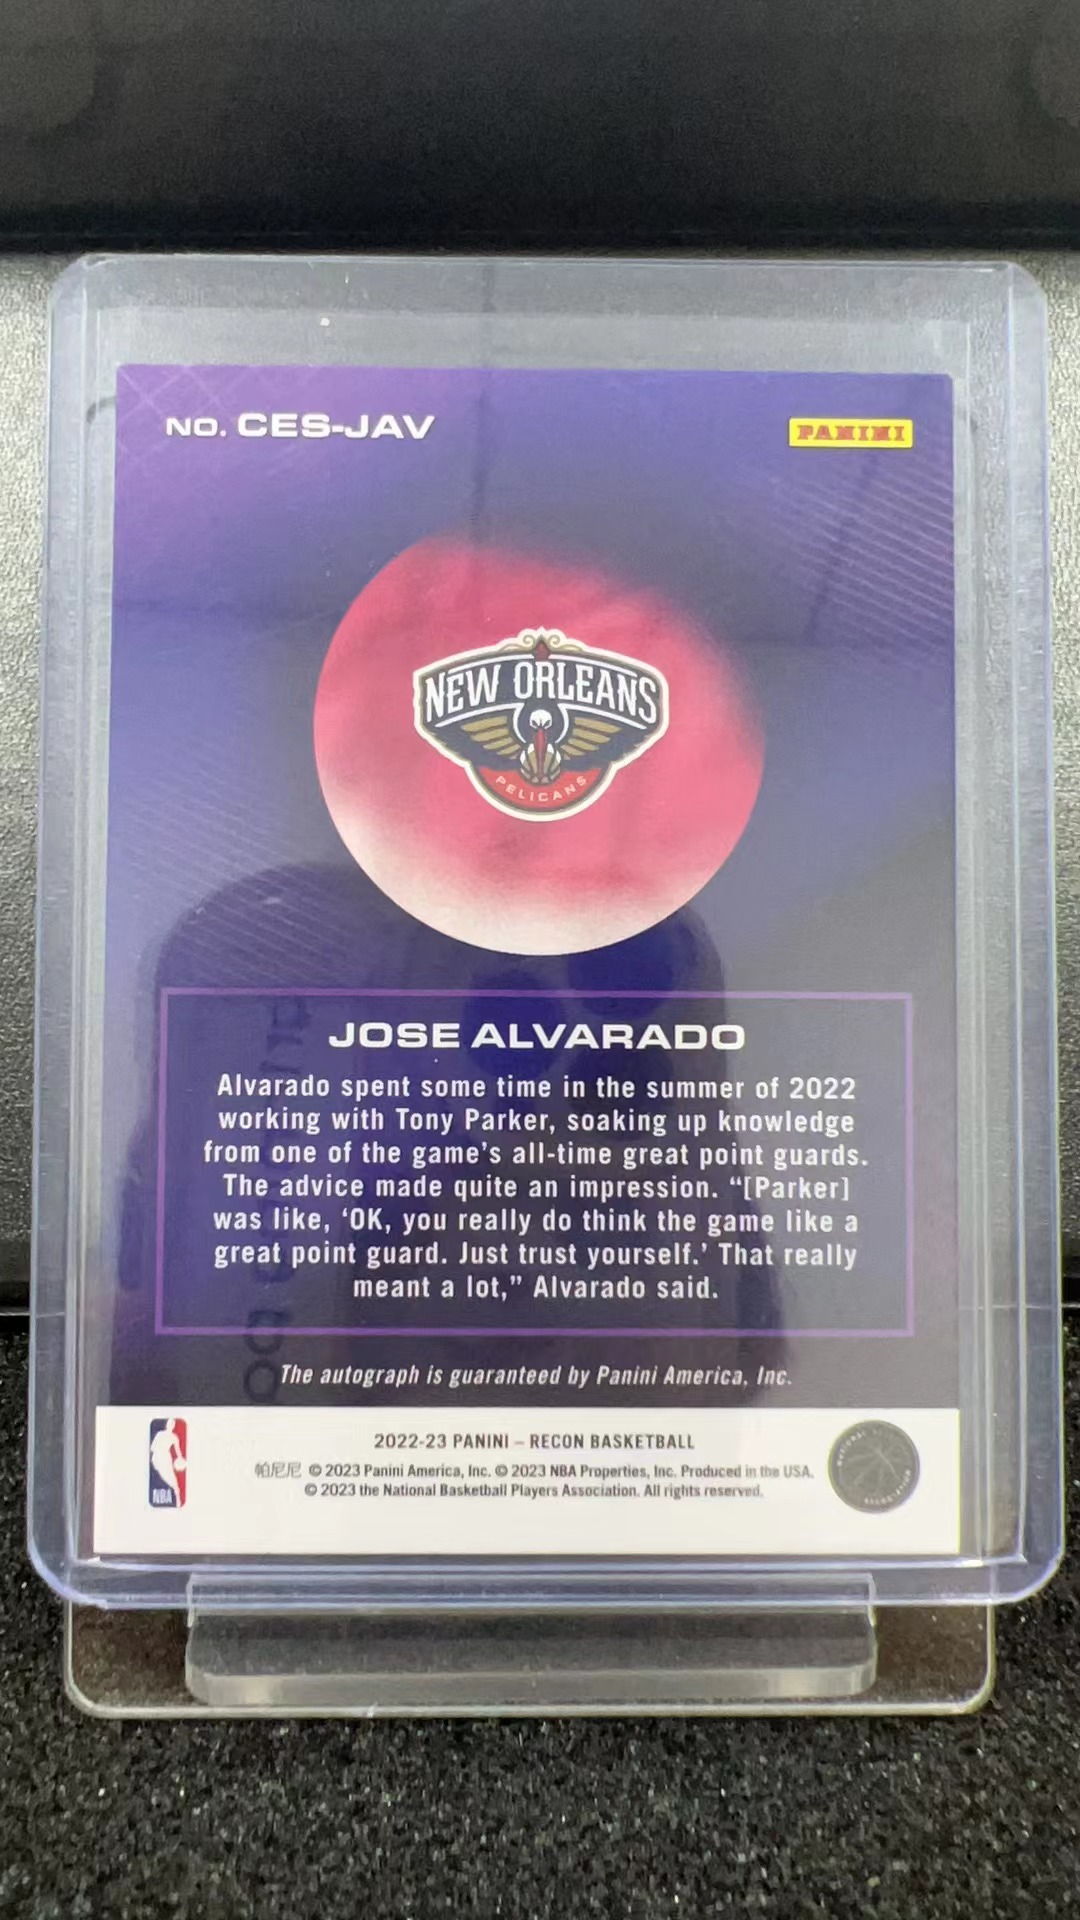 NO. CES-JAV
PANINI
NEW ORLEANS
PELICANS
JOSE ALVARADO
Alvarado spent some time in the summer of 2022
working with Tony Parker, soaking up knowledge
from one of the game's all-time great point guards.
The advice made quite an impression. “[Parker]
was like, ‘OK, you really do think the game like a
great point guard. Just trust yourself.’ That really
meant a lot,” Alvarado said.
The autograph is guaranteed by Panini America, Inc.
2022-23 PANINI – RECON BASKETBALL
帕尼尼 © 2023 Panini America, Inc. © 2023 NBA Properties, Inc. Produced in the USA.
© 2023 the National Basketball Players Association. All rights reserved.
NBA